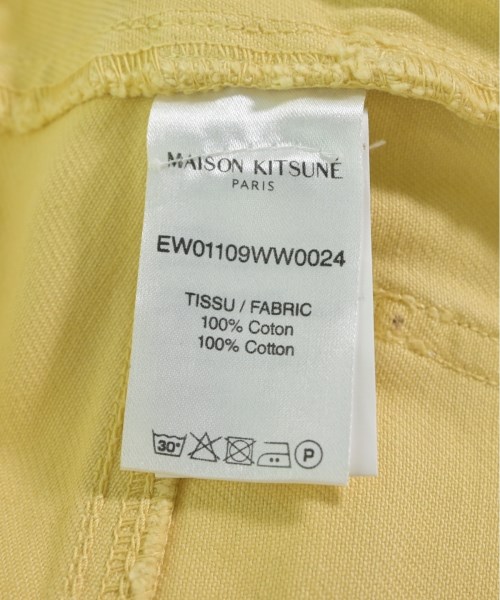 MAISON KITSUNÉ
PARIS
EW01109WW0024
TISSU / FABRIC
100% Coton
100% Cotton
30° P